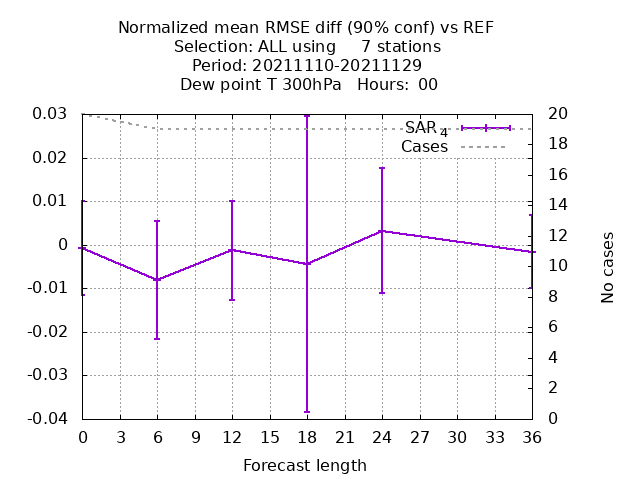 Normalized mean RMSE diff (90% conf) vs REF
Selection: ALL using     7 stations
Period: 20211110-20211129
Dew point T 300hPa   Hours:  00
SAR 4
Cases
0.03
0.02
0.01
0
-0.01
-0.02
-0.03
-0.04
20
18
16
14
12
10
8
6
4
2
0
No cases
0 3 6 9 12 15 18 21 24 27 30 33 36
Forecast length